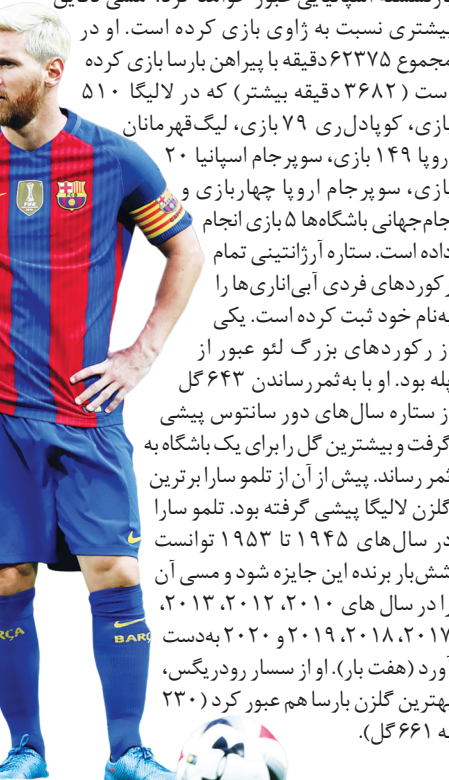 بیشتری نسبت به ژاوی بازی کرده است. او در
مجموع ۶۲۳۷۵ دقیقه با پیراهن بارسا بازی کرده
است (۳۶۸۲ دقیقه بیشتر) که در لالیگا ۵۱۰
بازی، کوپادل‌ری ۷۹ بازی، لیگ‌قهرمانان
اروپا ۱۴۹ بازی، سوپرجام اسپانیا ۲۰
بازی، سوپرجام اروپا چهاربازی و
جام‌جهانی باشگاه‌ها ۵ بازی انجام
داده است. ستاره آرژانتینی تمام
رکوردهای فردی آبی‌اناری‌ها را
به‌نام خود ثبت کرده است. یکی
از رکوردهای بزرگ لئو عبور از
پله بود. او با به‌ثمررساندن ۶۴۳ گل
از ستاره سال‌های دور سانتوس پیشی
گرفت و بیشترین گل را برای یک باشگاه به
ثمر رساند. پیش از آن از تلمو سارا برترین
گلزن لالیگا پیشی گرفته بود. تلمو سارا
در سال‌های ۱۹۴۵ تا ۱۹۵۳ توانست
شش‌بار برنده این جایزه شود و مسی آن
را در سال های ۲۰۱۰، ۲۰۱۲، ۲۰۱۳،
۲۰۱۷، ۲۰۱۸، ۲۰۱۹ و ۲۰۲۰ به‌دست
آورد (هفت بار). او از سسار رودریگس،
بهترین گلزن بارسا هم عبور کرد (۲۳۰
به ۶۶۱ گل).